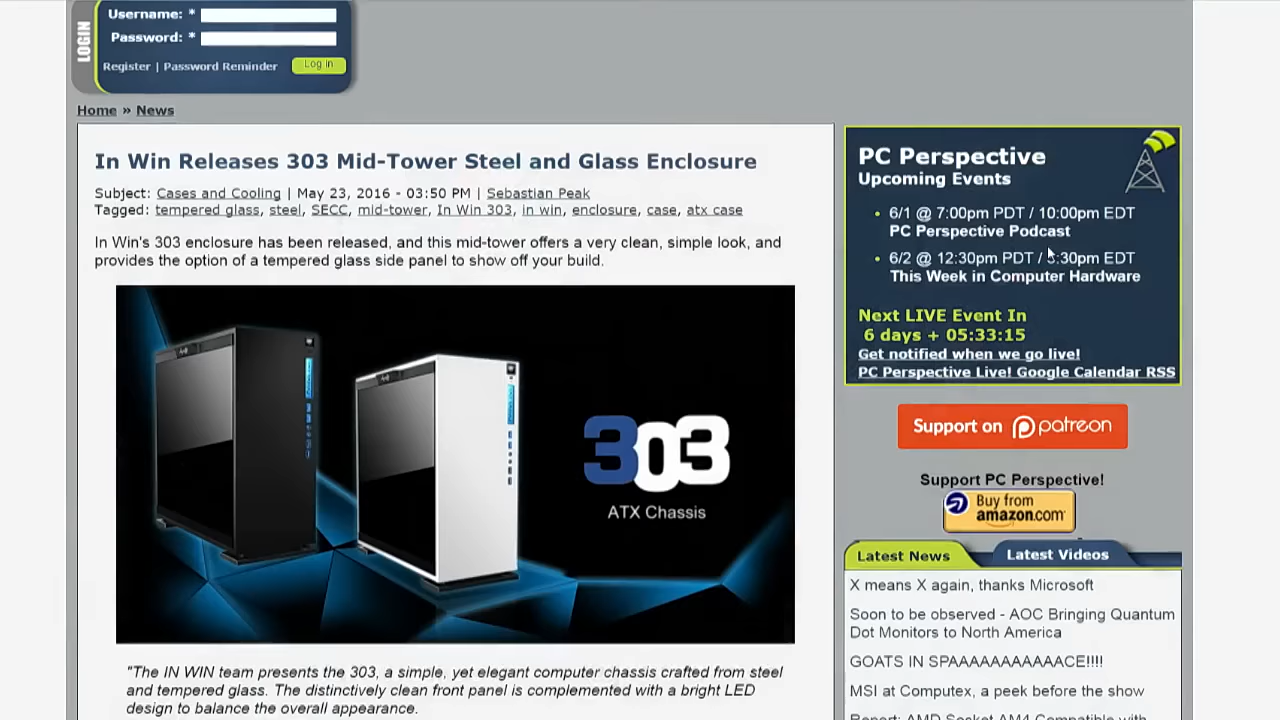 LOGIN
Username: *
Password: *
Register | Password Reminder
Log in
Home » News
In Win Releases 303 Mid-Tower Steel and Glass Enclosure
Subject: Cases and Cooling | May 23, 2016 - 03:50 PM | Sebastian Peak
Tagged: tempered glass, steel, SECC, mid-tower, In Win 303, in win, enclosure, case, atx case
In Win's 303 enclosure has been released, and this mid-tower offers a very clean, simple look, and
provides the option of a tempered glass side panel to show off your build.
303
ATX Chassis
"The IN WIN team presents the 303, a simple, yet elegant computer chassis crafted from steel
and tempered glass. The distinctively clean front panel is complemented with a bright LED
design to balance the overall appearance.
PC Perspective
Upcoming Events
6/1 @ 7:00pm PDT / 10:00pm EDT
PC Perspective Podcast
6/2 @ 12:30pm PDT / :30pm EDT
This Week in Computer Hardware
Next LIVE Event In
6 days + 05:33:15
Get notified when we go live!
PC Perspective Live! Google Calendar RSS
Support on patreon
Support PC Perspective!
Buy from
amazon.com
Latest News
Latest Videos
X means X again, thanks Microsoft
Soon to be observed - AOC Bringing Quantum
Dot Monitors to North America
GOATS IN SPAAAAAAAAAAACE!!!!
MSI at Computex, a peek before the show
Report: AMD Socket AM4 Compatible with